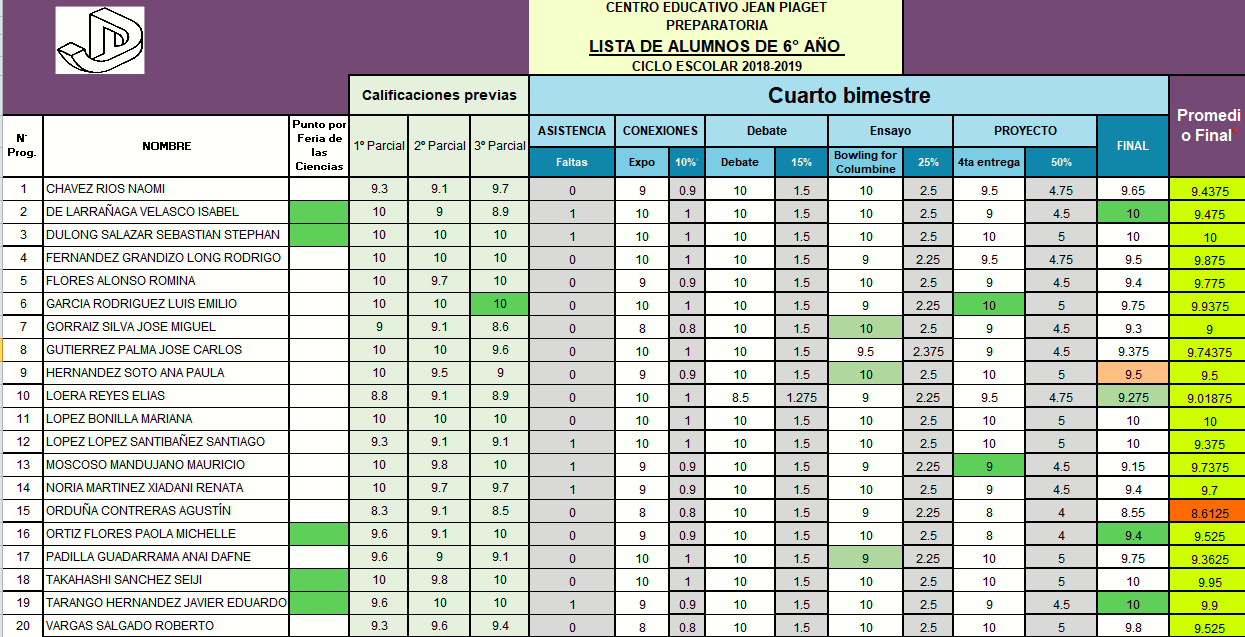 CENTRO EDUCATIVO JEAN PIAGET
PREPARATORIA
LISTA DE ALUMNOS DE 6° AÑO
CICLO ESCOLAR 2018-2019
Calificaciones previas Cuarto bimestre Promedi
o Final*
N° Prog. NOMBRE Punto por Feria de las Ciencias 1º Parcial 2º Parcial 3º Parcial ASISTENCIA CONEXIONES Debate Ensayo PROYECTO FINAL
Faltas Expo 10% Debate 15% Bowling for Columbine 25% 4ta entrega 50%
1 CHAVEZ RIOS NAOMI 9.3 9.1 9.7 0 9 0.9 10 1.5 10 2.5 9.5 4.75 9.65 9.4375
2 DE LARRAÑAGA VELASCO ISABEL 10 9 8.9 1 10 1 10 1.5 10 2.5 9 4.5 10 9.475
3 DULONG SALAZAR SEBASTIAN STEPHAN 10 10 10 1 10 1 10 1.5 10 2.5 10 5 10 10
4 FERNANDEZ GRANDIZO LONG RODRIGO 10 10 10 0 10 1 10 1.5 9 2.25 9.5 4.75 9.5 9.875
5 FLORES ALONSO ROMINA 10 9.7 10 0 9 0.9 10 1.5 10 2.5 9 4.5 9.4 9.775
6 GARCIA RODRIGUEZ LUIS EMILIO 10 10 10 0 10 1 10 1.5 9 2.25 10 5 9.75 9.9375
7 GORRAIZ SILVA JOSE MIGUEL 9 9.1 8.6 0 8 0.8 10 1.5 10 2.5 9 4.5 9.3 9
8 GUTIERREZ PALMA JOSE CARLOS 10 10 9.6 0 10 1 10 1.5 9.5 2.375 9 4.5 9.375 9.74375
9 HERNANDEZ SOTO ANA PAULA 10 9.5 9 0 9 0.9 10 1.5 10 2.5 10 5 9.5 9.5
10 LOERA REYES ELIAS 8.8 9.1 8.9 0 10 1 8.5 1.275 9 2.25 9.5 4.75 9.275 9.01875
11 LOPEZ BONILLA MARIANA 10 10 10 0 10 1 10 1.5 10 2.5 10 5 10 10
12 LOPEZ LOPEZ SANTIBAÑEZ SANTIAGO 9.3 9.1 9.1 1 10 1 10 1.5 10 2.5 10 5 10 9.375
13 MOSCOSO MANDUJANO MAURICIO 10 9.8 10 1 9 0.9 10 1.5 9 2.25 9 4.5 9.15 9.7375
14 NORIA MARTINEZ XIADANI RENATA 10 9.7 9.7 1 9 0.9 10 1.5 10 2.5 9 4.5 9.4 9.7
15 ORDUÑA CONTRERAS AGUSTÍN 8.3 9.1 8.5 0 8 0.8 10 1.5 9 2.25 8 4 8.55 8.6125
16 ORTIZ FLORES PAOLA MICHELLE 9.6 9.1 10 0 9 0.9 10 1.5 10 2.5 8 4 9.4 9.525
17 PADILLA GUADARRAMA ANAI DAFNE 9.6 9 9.1 0 10 1 10 1.5 9 2.25 10 5 9.75 9.3625
18 TAKAHASHI SANCHEZ SEIJI 10 9.8 10 0 10 1 10 1.5 10 2.5 10 5 10 9.95
19 TARANGO HERNANDEZ JAVIER EDUARDO 9.6 10 10 1 9 0.9 10 1.5 10 2.5 9 4.5 10 9.9
20 VARGAS SALGADO ROBERTO 9.3 9.6 9.4 0 8 0.8 10 1.5 10 2.5 10 5 9.8 9.525